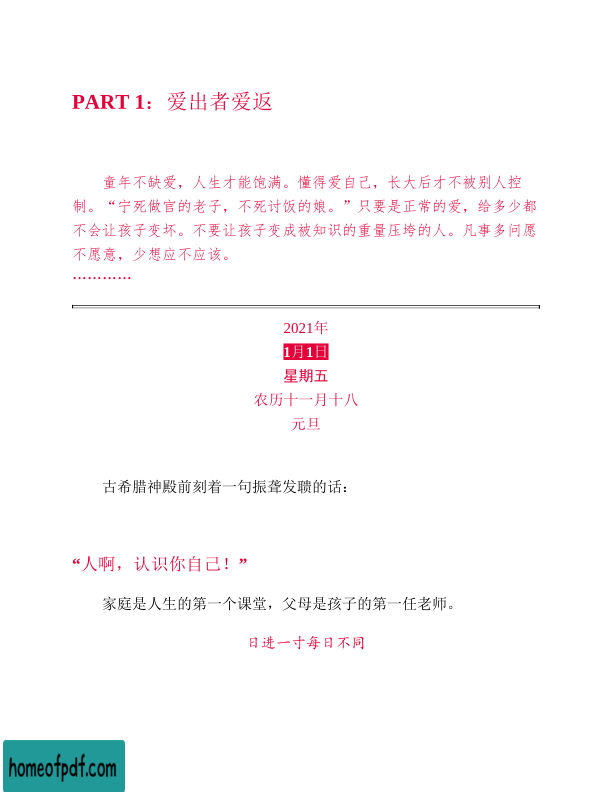 PART 1：爱出者爱返
童年不缺爱，人生才能饱满。懂得爱自己，长大后才不被别人控
制。“宁死做官的老子，不死讨饭的娘。”只要是正常的爱，给多少都
不会让孩子变坏。不要让孩子变成被知识的重量压垮的人。凡事多问愿
不愿意，少想应不应该。
…………
2021年
1月1日
星期五
农历十一月十八
元旦
古希腊神殿前刻着一句振聋发聩的话：
“人啊，认识你自己！”
家庭是人生的第一个课堂，父母是孩子的第一任老师。
日进一寸每日不同
homeofpdf.com